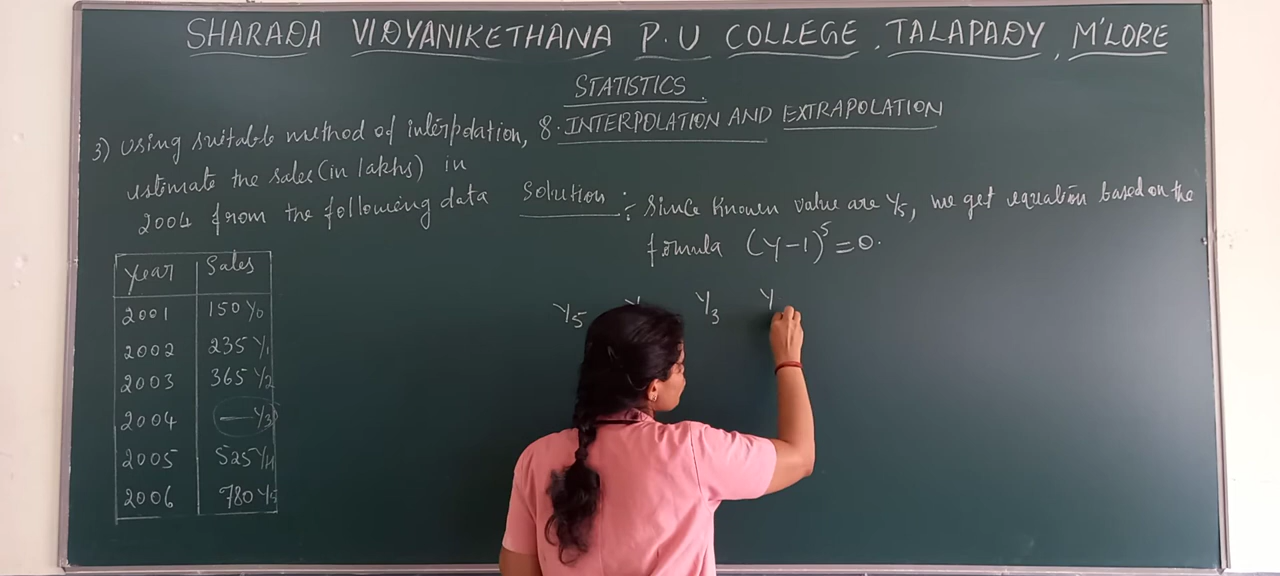 SHARADA VIDYANIKETHANA P.U COLLEGE, TALAPADY, M'LORE
STATISTICS.
8. INTERPOLATION AND EXTRAPOLATION
3) Using suitable method of interpolation,
estimate the sales (in lakhs) in
2004 from the following data
Year Sales
2001 150 Y0
2002 235 Y1
2003 365 Y2
2004 — Y3
2005 525 Y4
2006 780 Y5
Solution :- Since known value are Y5, we get equation based on the
formula (Y-1)^5 = 0.
Y5 Y Y3 Y